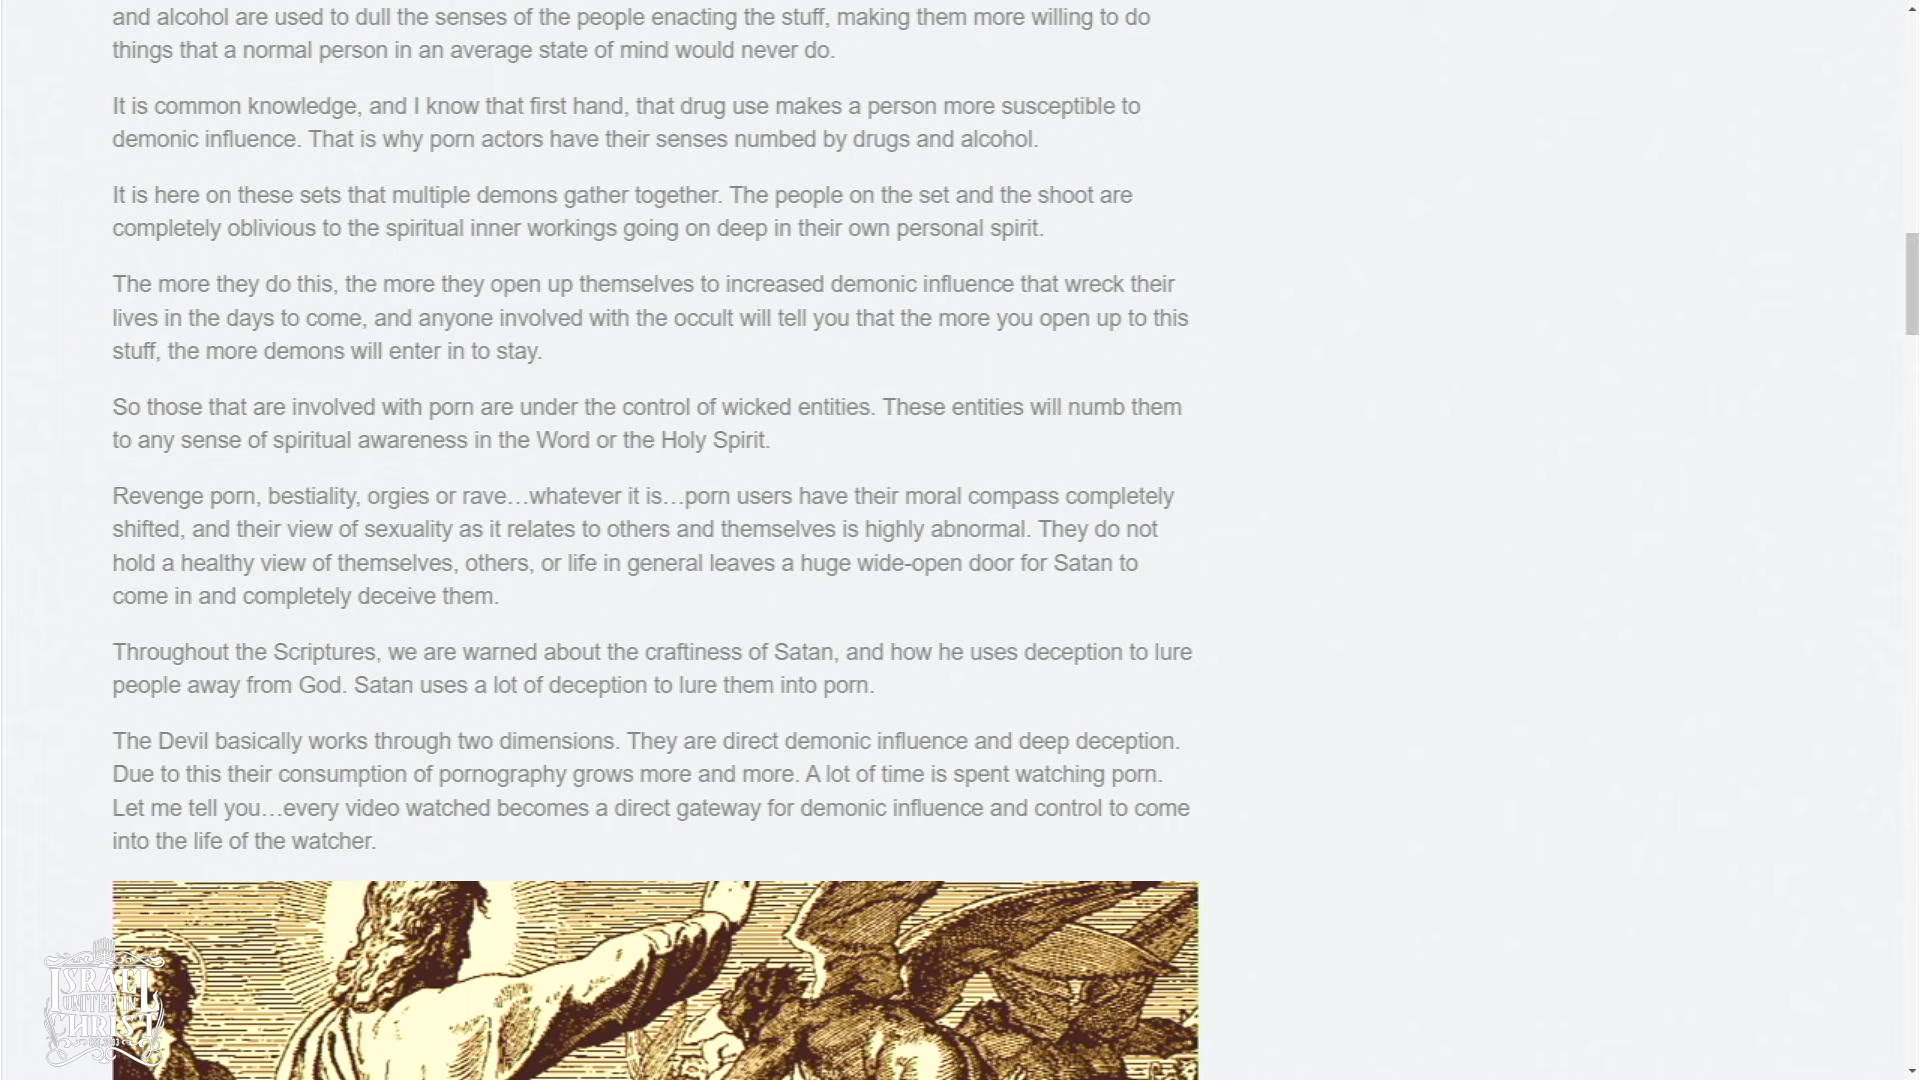 and alcohol are used to dull the senses of the people enacting the stuff, making them more willing to do
things that a normal person in an average state of mind would never do.
It is common knowledge, and I know that first hand, that drug use makes a person more susceptible to
demonic influence. That is why porn actors have their senses numbed by drugs and alcohol.
It is here on these sets that multiple demons gather together. The people on the set and the shoot are
completely oblivious to the spiritual inner workings going on deep in their own personal spirit.
The more they do this, the more they open up themselves to increased demonic influence that wreck their
lives in the days to come, and anyone involved with the occult will tell you that the more you open up to this
stuff, the more demons will enter in to stay.
So those that are involved with porn are under the control of wicked entities. These entities will numb them
to any sense of spiritual awareness in the Word or the Holy Spirit.
Revenge porn, bestiality, orgies or rave…whatever it is…porn users have their moral compass completely
shifted, and their view of sexuality as it relates to others and themselves is highly abnormal. They do not
hold a healthy view of themselves, others, or life in general leaves a huge wide-open door for Satan to
come in and completely deceive them.
Throughout the Scriptures, we are warned about the craftiness of Satan, and how he uses deception to lure
people away from God. Satan uses a lot of deception to lure them into porn.
The Devil basically works through two dimensions. They are direct demonic influence and deep deception.
Due to this their consumption of pornography grows more and more. A lot of time is spent watching porn.
Let me tell you…every video watched becomes a direct gateway for demonic influence and control to come
into the life of the watcher.
ISRAEL
UNITED IN
CHRIST